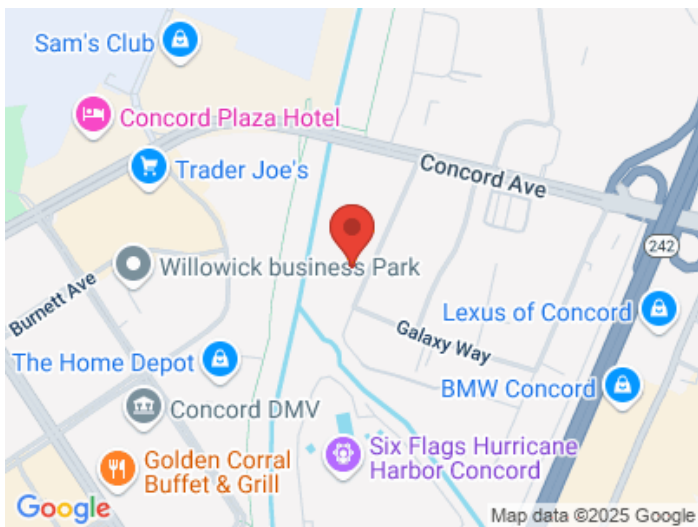 Sam's Club
Concord Plaza Hotel
Trader Joe's
Concord Ave
242
Willowick business Park
Burnett Ave
Lexus of Concord
Galaxy Way
The Home Depot
BMW Concord
Concord DMV
Six Flags Hurricane
Harbor Concord
Golden Corral
Buffet & Grill
Google
Map data ©2025 Google